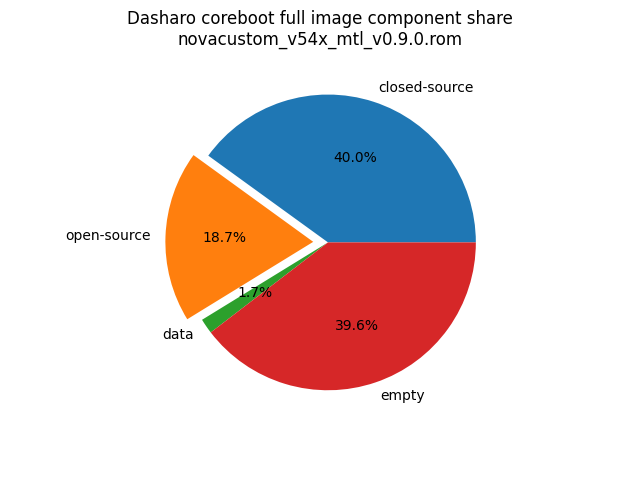 Dasharo coreboot full image component share
novacustom_v54x_mtl_v0.9.0.rom
closed-source
40.0%
open-source
18.7%
1.7%
data
39.6%
empty